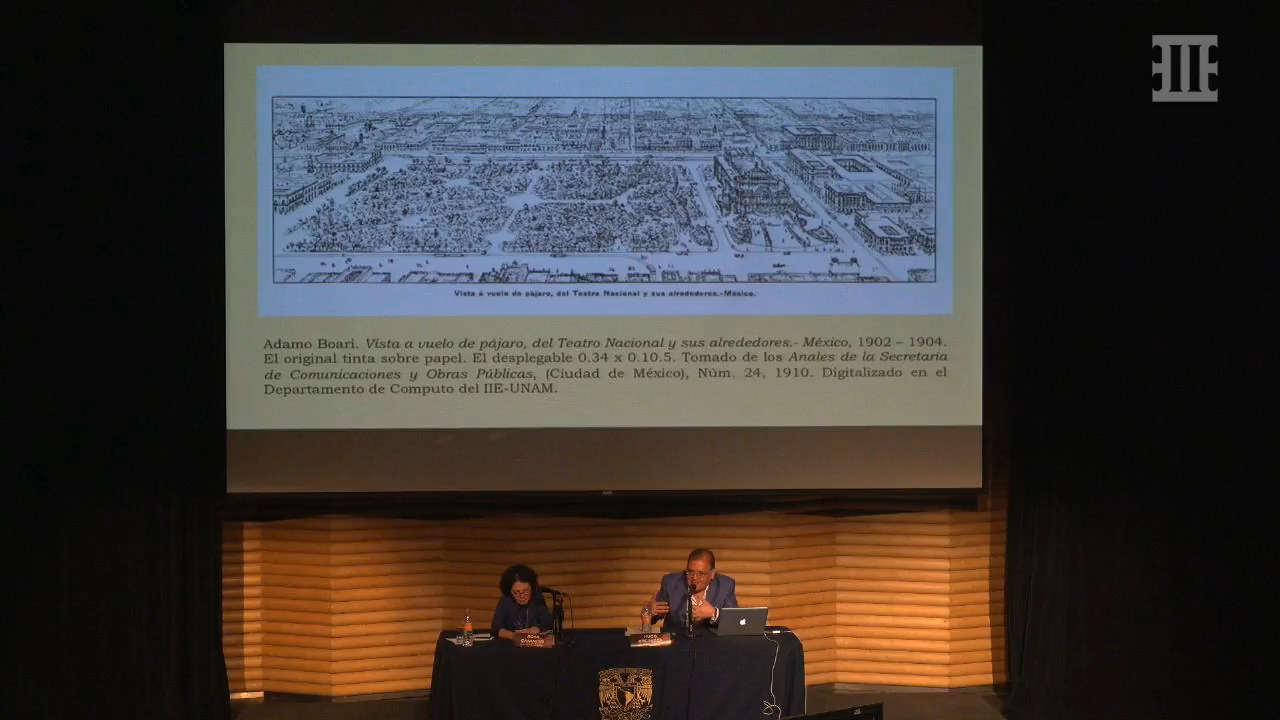 Vista á vuelo de pájaro, del Teatro Nacional y sus alrededores.-México.
Adamo Boari. Vista a vuelo de pájaro, del Teatro Nacional y sus alrededores.- México, 1902 – 1904.
El original tinta sobre papel. El desplegable 0.34 x 0.10.5. Tomado de los Anales de la Secretaría
de Comunicaciones y Obras Públicas, (Ciudad de México), Núm. 24, 1910. Digitalizado en el
Departamento de Computo del IIE-UNAM.
ROSA
HUGO